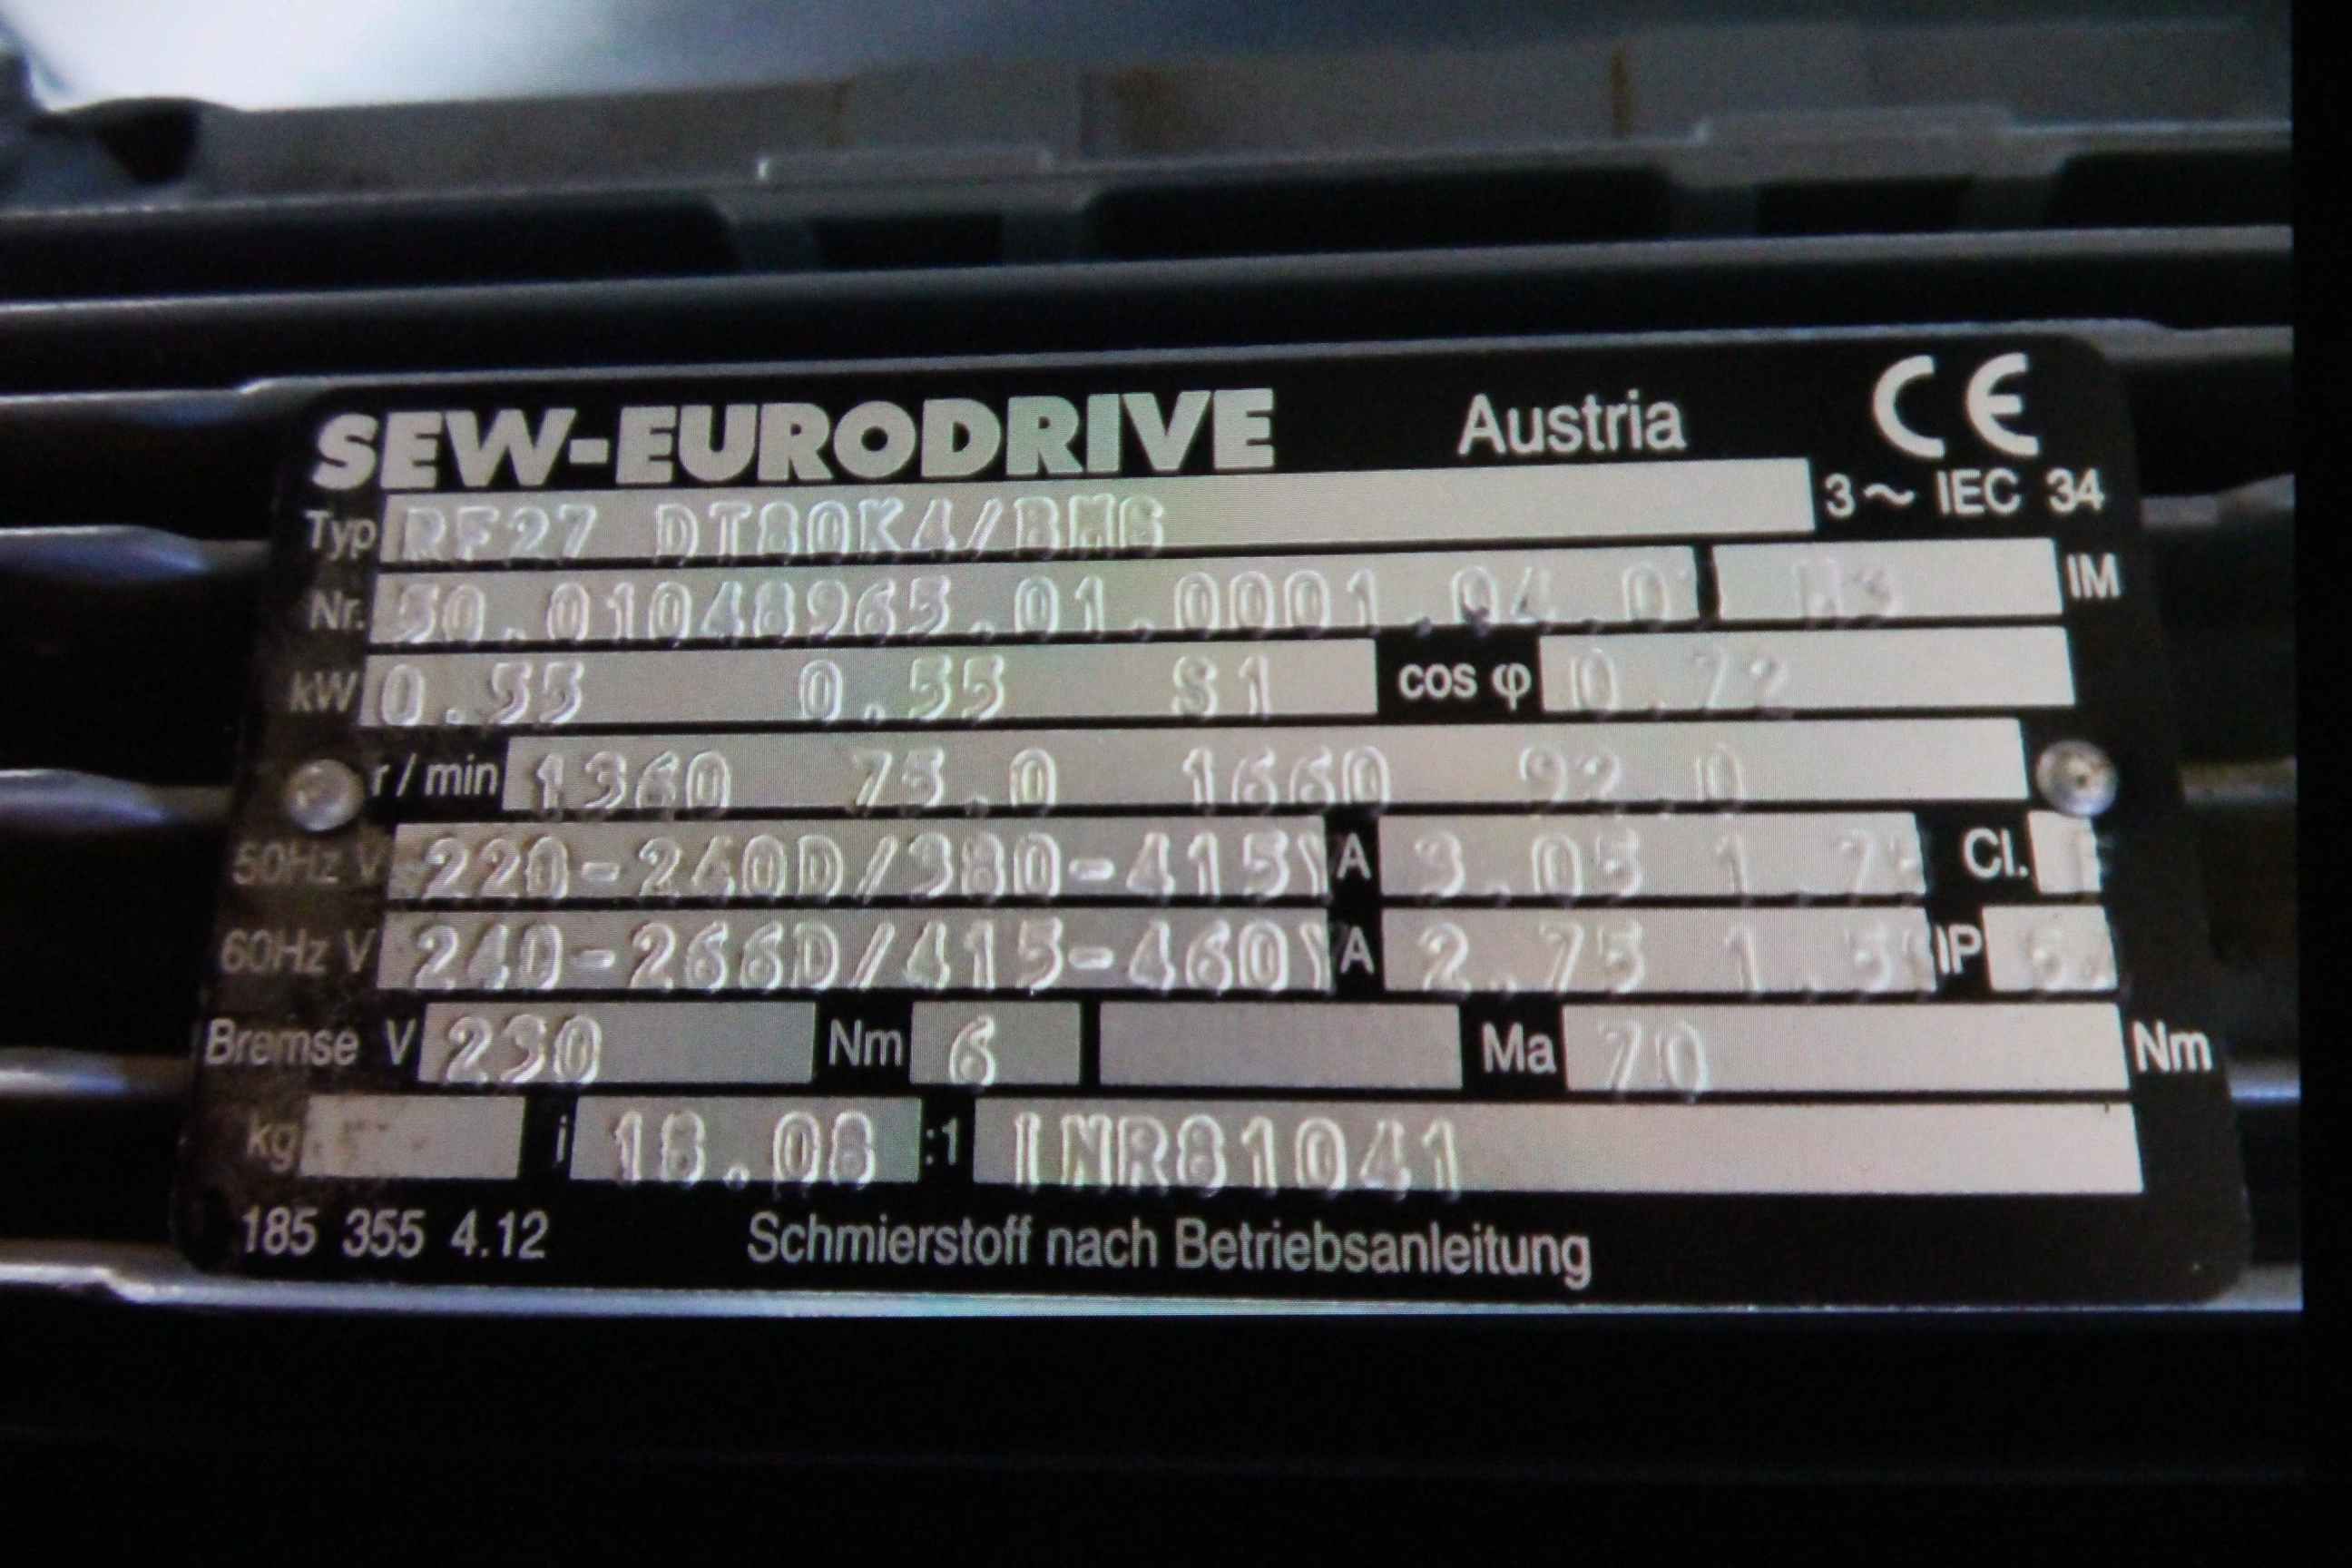 SEW-EURODRIVE Austria CE
Typ RF27 DT80K4/BMG 3~ IEC 34
Nr. 50.01048965.01.0001.04.0 IM
kW 0.55 0.55 S1 cos φ 0.72
r/min 1360 75.0 1660 92.0
50Hz V 220-240D/380-415Y A 3.05 Cl. F
60Hz V 240-266D/415-460Y A 2.75 IP
Bremse V 230 Nm 6 Ma 70 Nm
kg i 18.08 :1 INR81041
185 355 4.12 Schmierstoff nach Betriebsanleitung